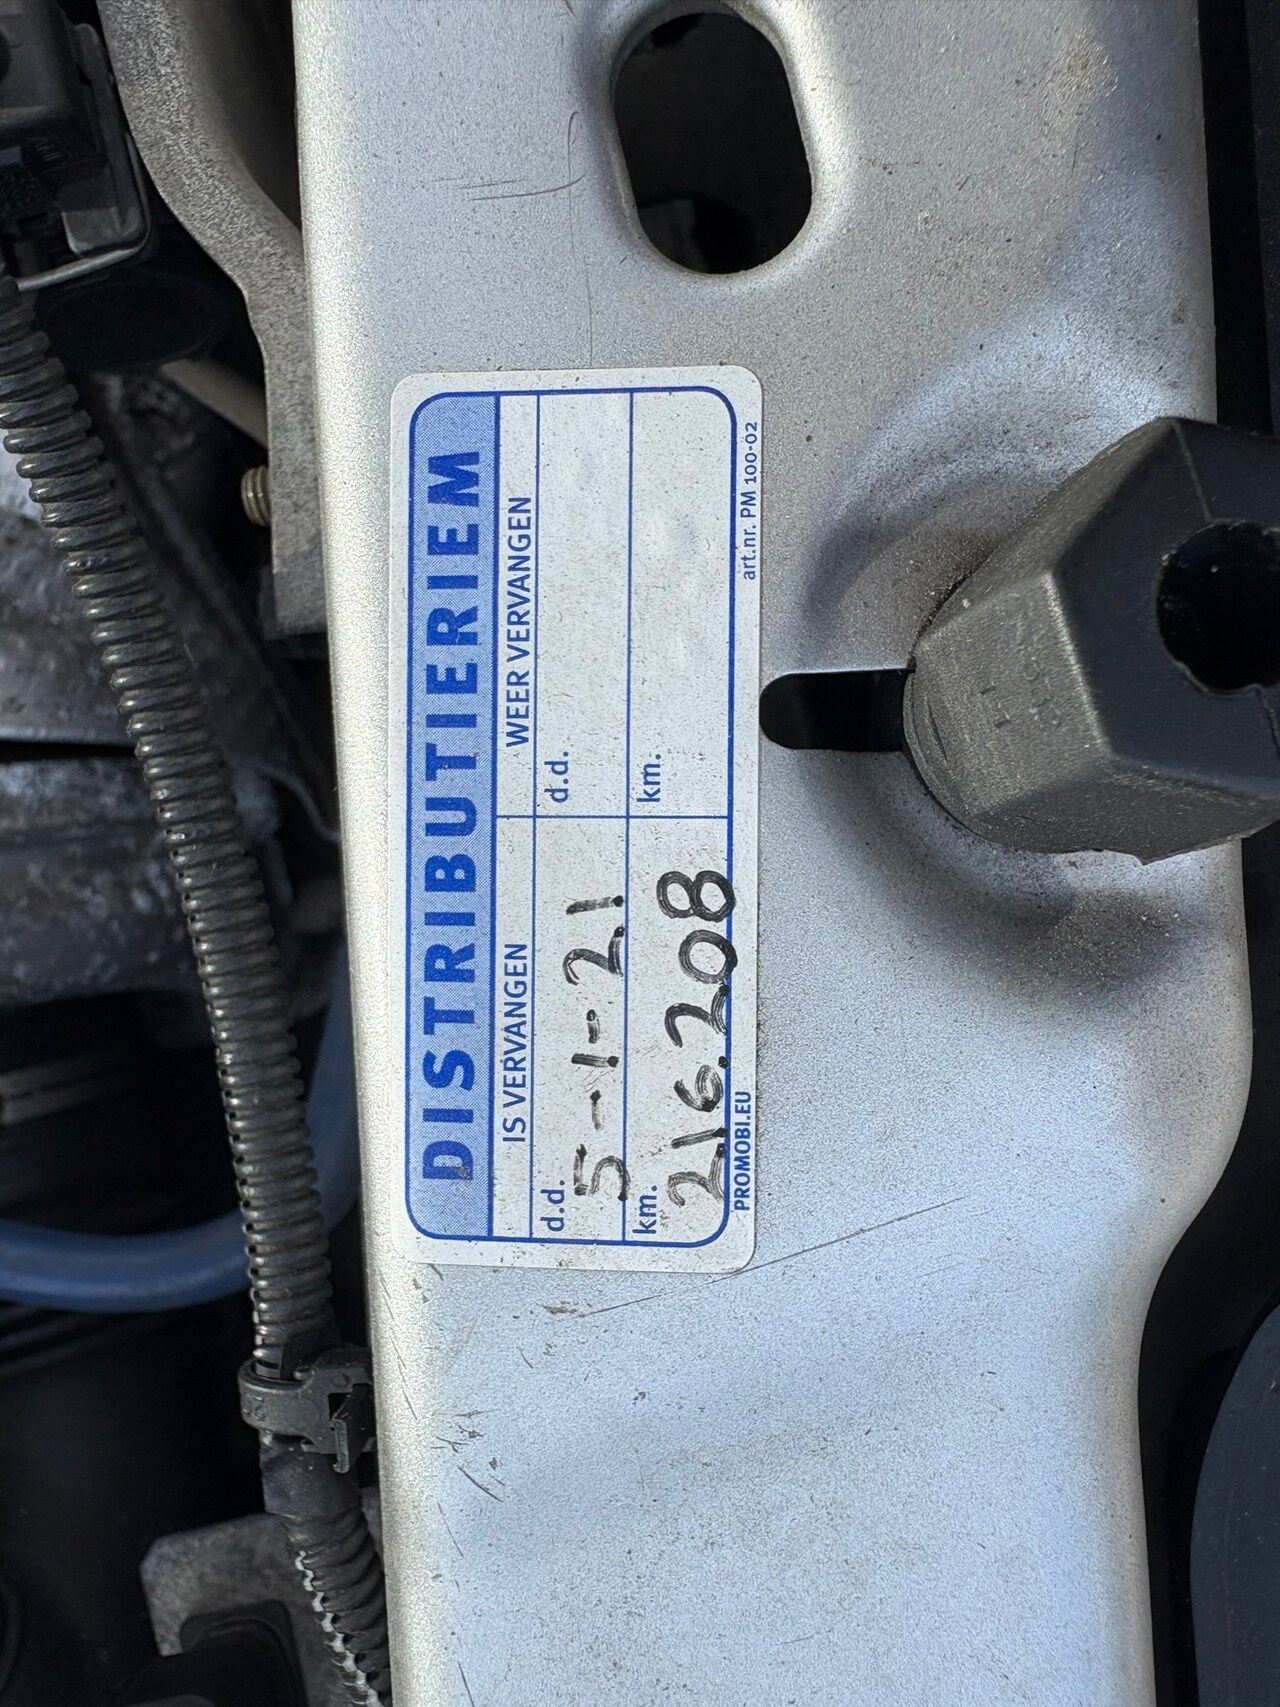 DISTRIBUTIERIEM
IS VERVANGEN
WEER VERVANGEN
d.d. 5-1-21
d.d.
km. 216.208
km.
PROMOBI.EU
art.nr. PM 100-02